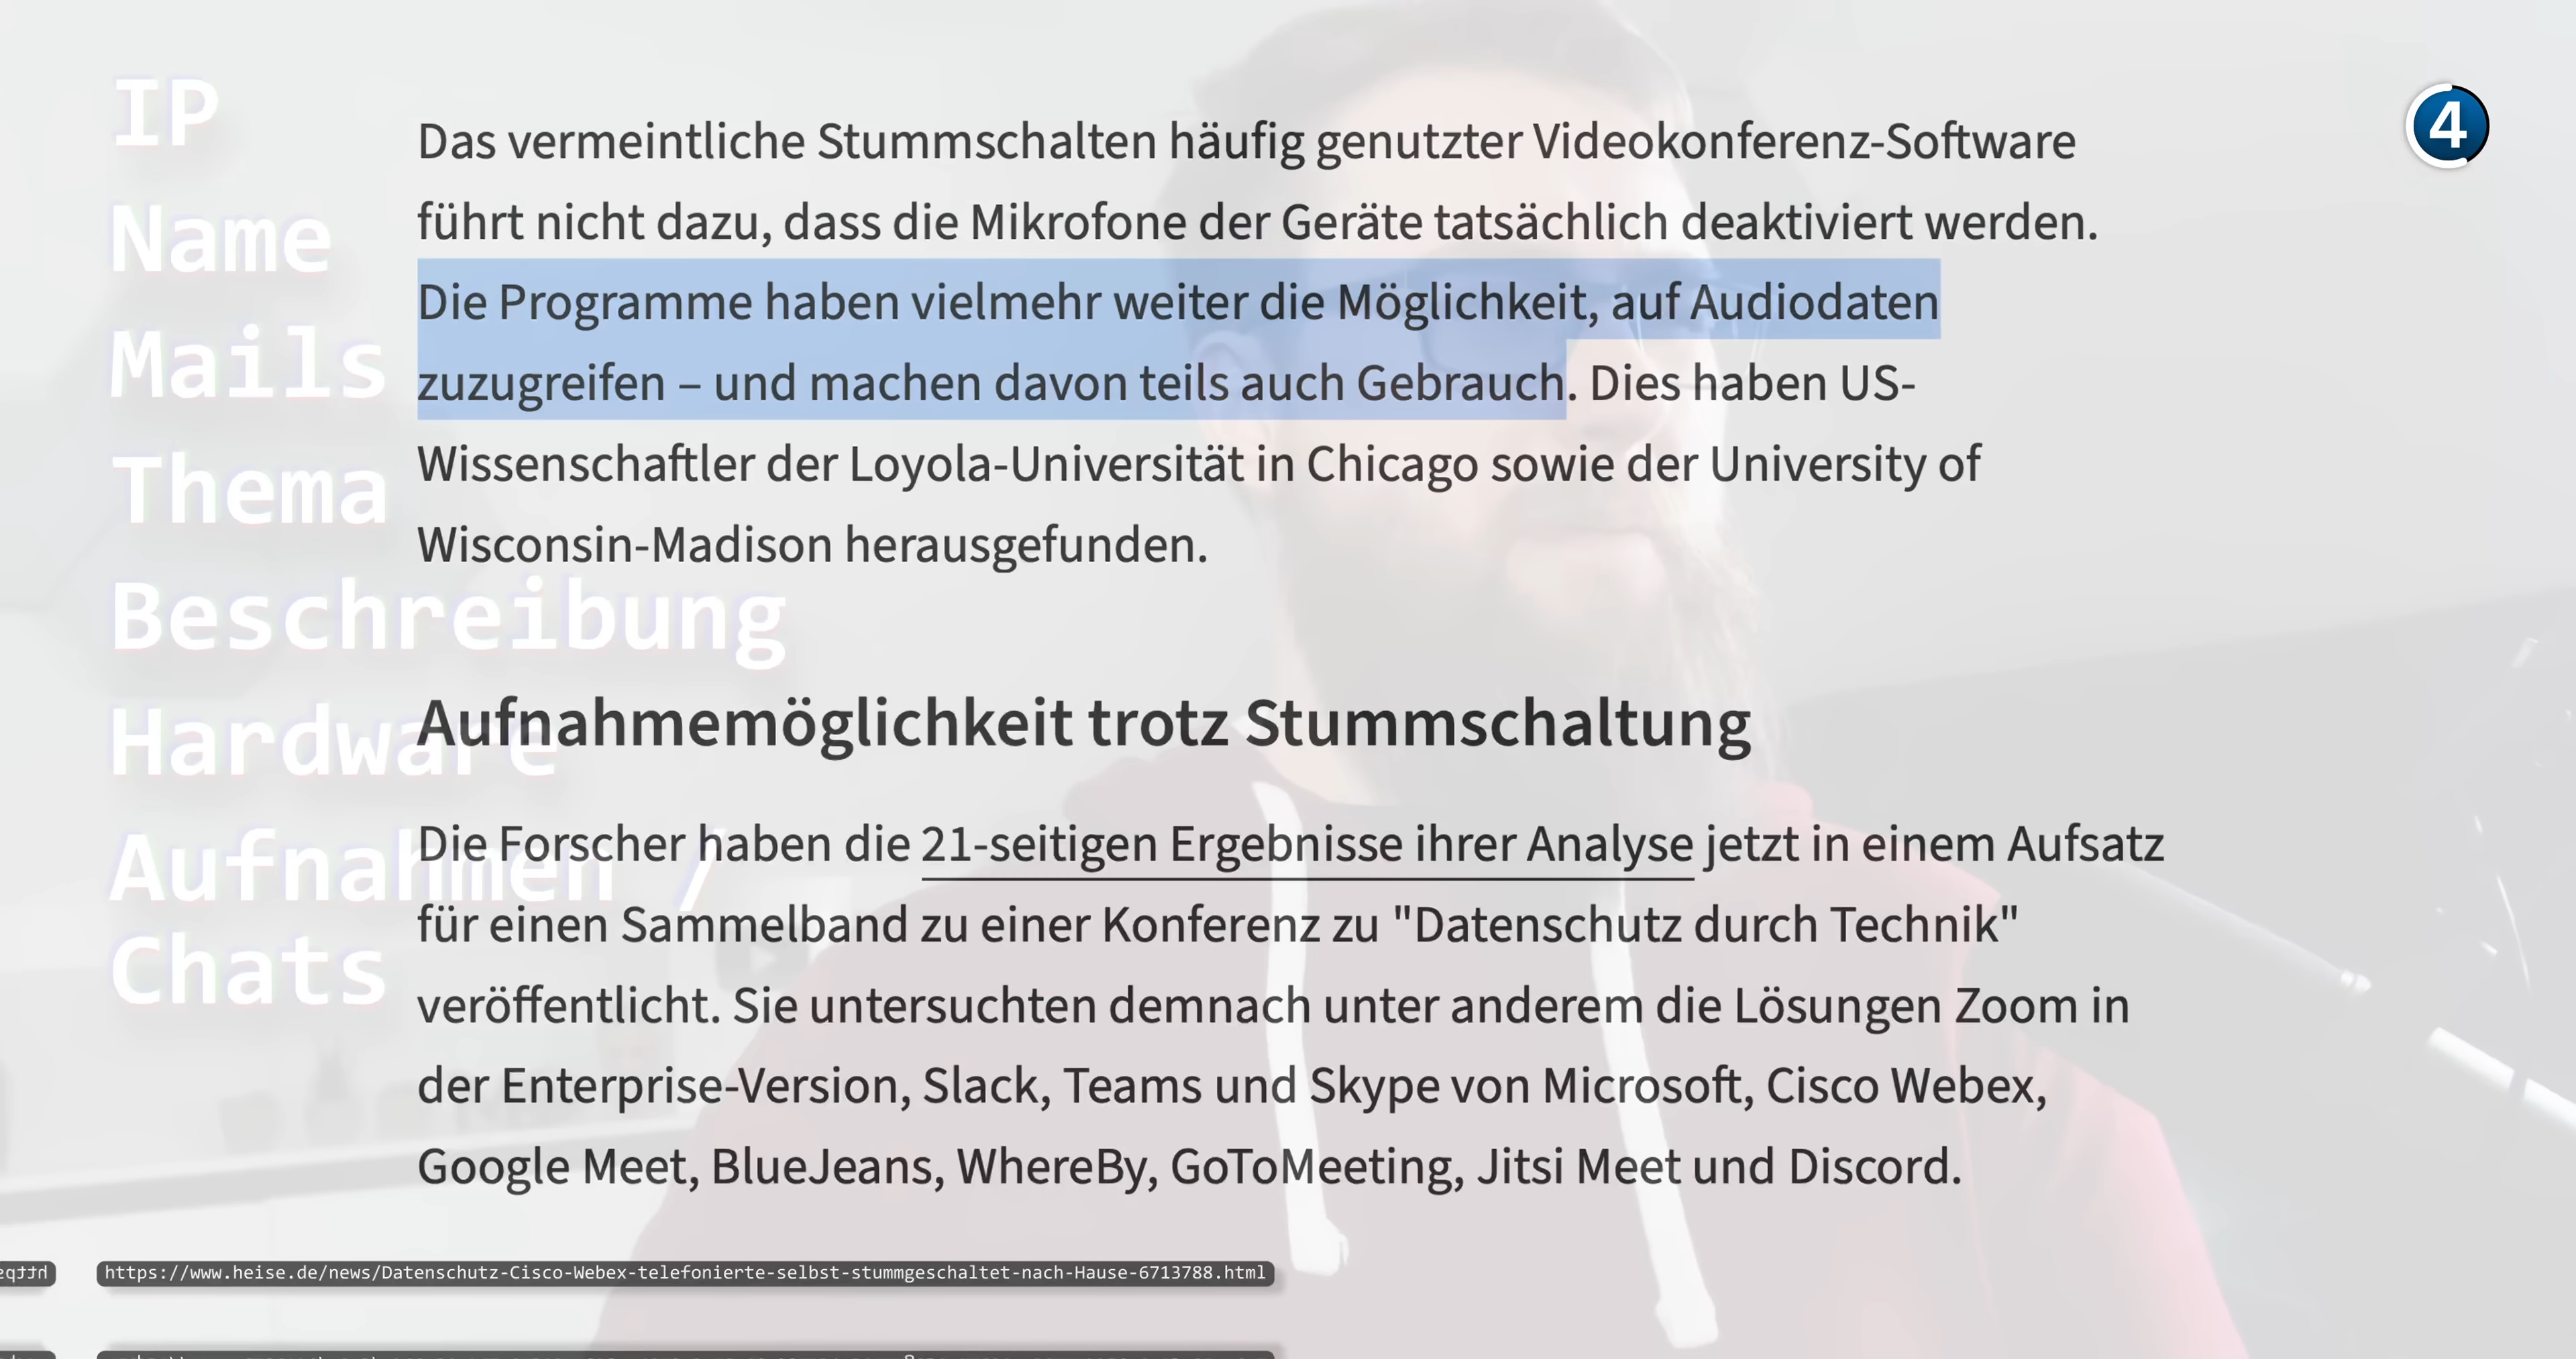 IP
Name
Mails
Thema
Beschreibung
Hardware
Aufnahmen /
Chats
4
Das vermeintliche Stummschalten häufig genutzter Videokonferenz-Software
führt nicht dazu, dass die Mikrofone der Geräte tatsächlich deaktiviert werden.
Die Programme haben vielmehr weiter die Möglichkeit, auf Audiodaten
zuzugreifen – und machen davon teils auch Gebrauch. Dies haben US-
Wissenschaftler der Loyola-Universität in Chicago sowie der University of
Wisconsin-Madison herausgefunden.
Aufnahmemöglichkeit trotz Stummschaltung
Die Forscher haben die 21-seitigen Ergebnisse ihrer Analyse jetzt in einem Aufsatz
für einen Sammelband zu einer Konferenz zu "Datenschutz durch Technik"
veröffentlicht. Sie untersuchten demnach unter anderem die Lösungen Zoom in
der Enterprise-Version, Slack, Teams und Skype von Microsoft, Cisco Webex,
Google Meet, BlueJeans, WhereBy, GoToMeeting, Jitsi Meet und Discord.
https://www.heise.de/news/Datenschutz-Cisco-Webex-telefonierte-selbst-stummgeschaltet-nach-Hause-6713788.html